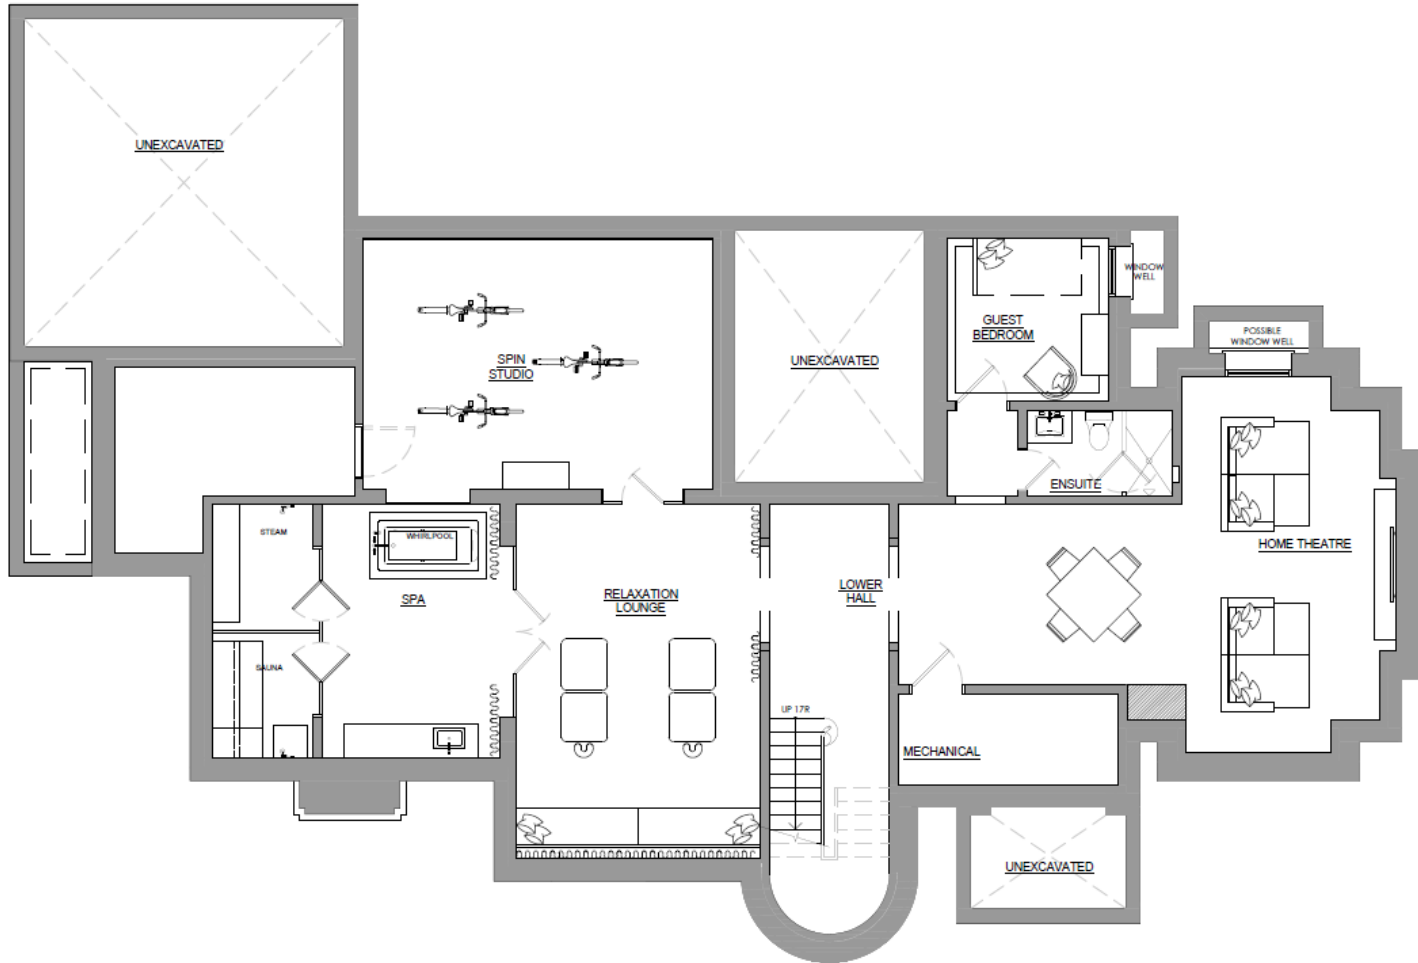 UNEXCAVATED
WINDOW
WELL
GUEST
BEDROOM
POSSIBLE
WINDOW WELL
SPIN
STUDIO
UNEXCAVATED
ENSUITE
STEAM
WHIRLPOOL
HOME THEATRE
SPA
RELAXATION
LOUNGE
LOWER
HALL
SAUNA
UP 17R
MECHANICAL
UNEXCAVATED